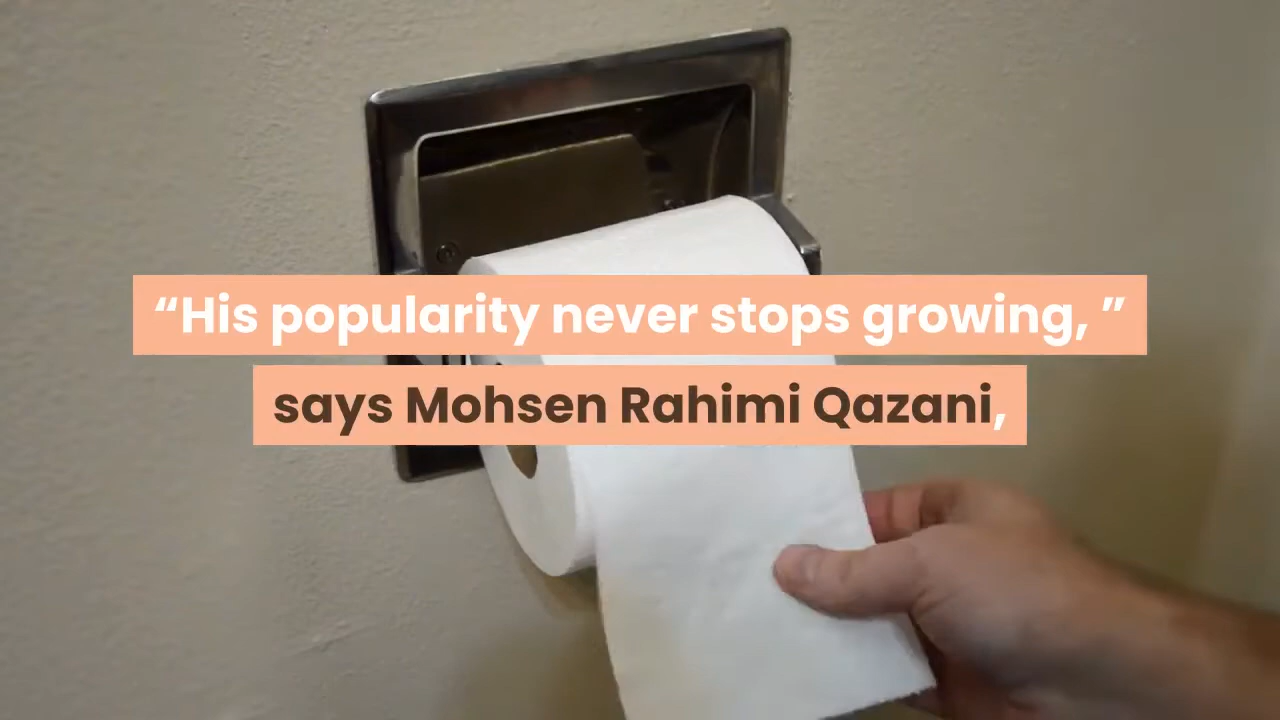 “His popularity never stops growing, ”
says Mohsen Rahimi Qazani,